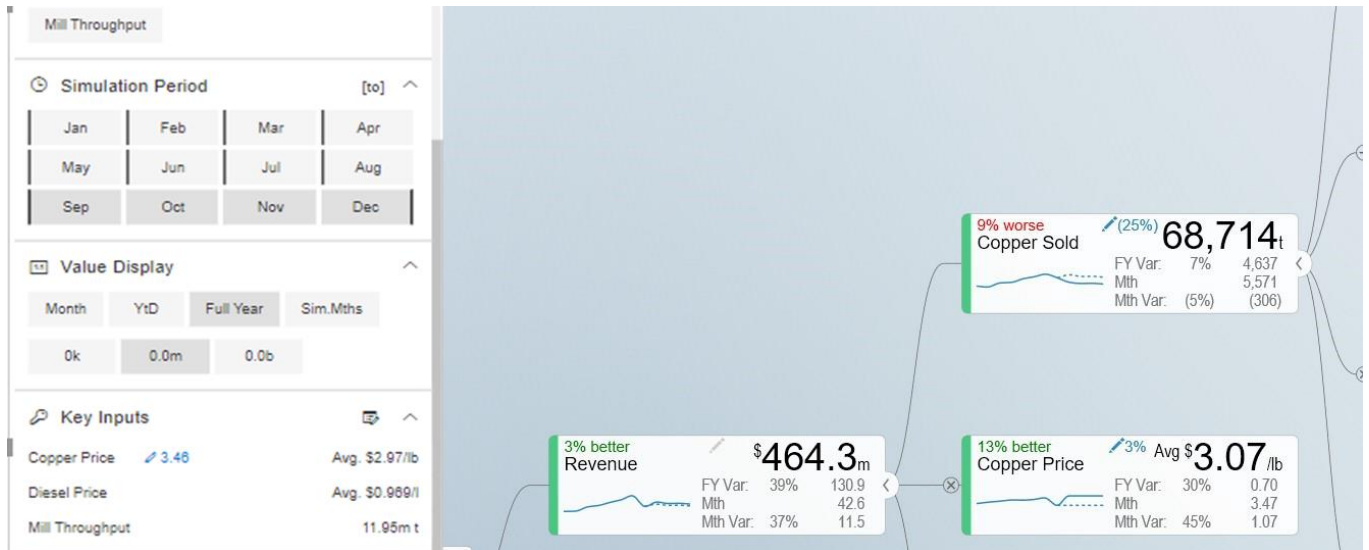 Mill Throughput
Simulation Period [to]
Jan Feb Mar Apr
May Jun Jul Aug
Sep Oct Nov Dec
Value Display
Month YtD Full Year Sim.Mths
0k 0.0m 0.0b
Key Inputs
Copper Price 3.46 Avg. $2.97/lb
Diesel Price Avg. $0.969/l
Mill Throughput 11.95m t
9% worse (25%) 68,714t
Copper Sold
FY Var: 7% 4,637
Mth 5,571
Mth Var: (5%) (306)
3% better $464.3m
Revenue
FY Var: 39% 130.9
Mth 42.6
Mth Var: 37% 11.5
13% better 3% Avg $3.07/lb
Copper Price
FY Var: 30% 0.70
Mth 3.47
Mth Var: 45% 1.07